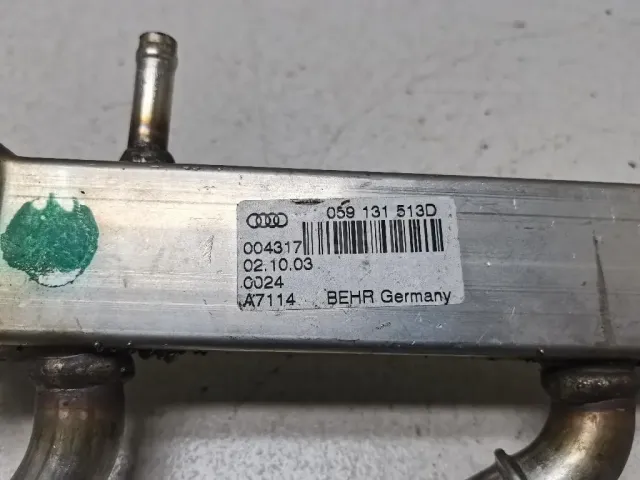 059 131 513D
004317
02.10.03
0024
A7114 BEHR Germany